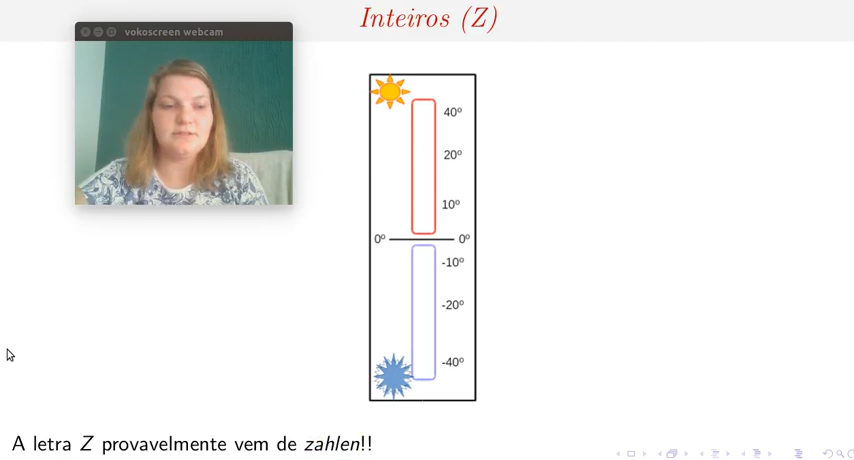 Inteiros (Z)
vokoscreen webcam
40º
20º
10º
0º 0º
-10º
-20º
-40º
A letra Z provavelmente vem de zahlen!!